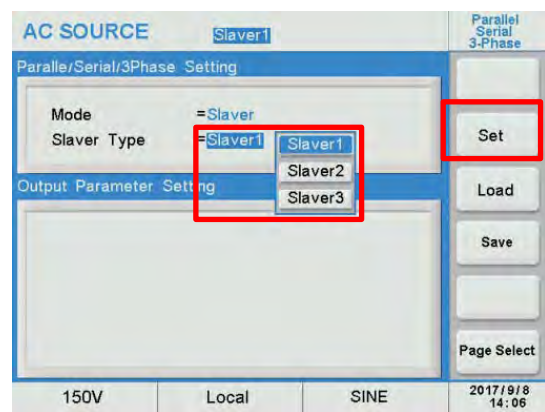 AC SOURCE Slaver1
Parallel
Serial
3-Phase
Paralle/Serial/3Phase Setting
Mode =Slaver
Slaver Type =Slaver1
Slaver1
Slaver2
Slaver3
Output Parameter Setting
Set
Load
Save
Page Select
150V Local SINE
2017/9/8
14:06